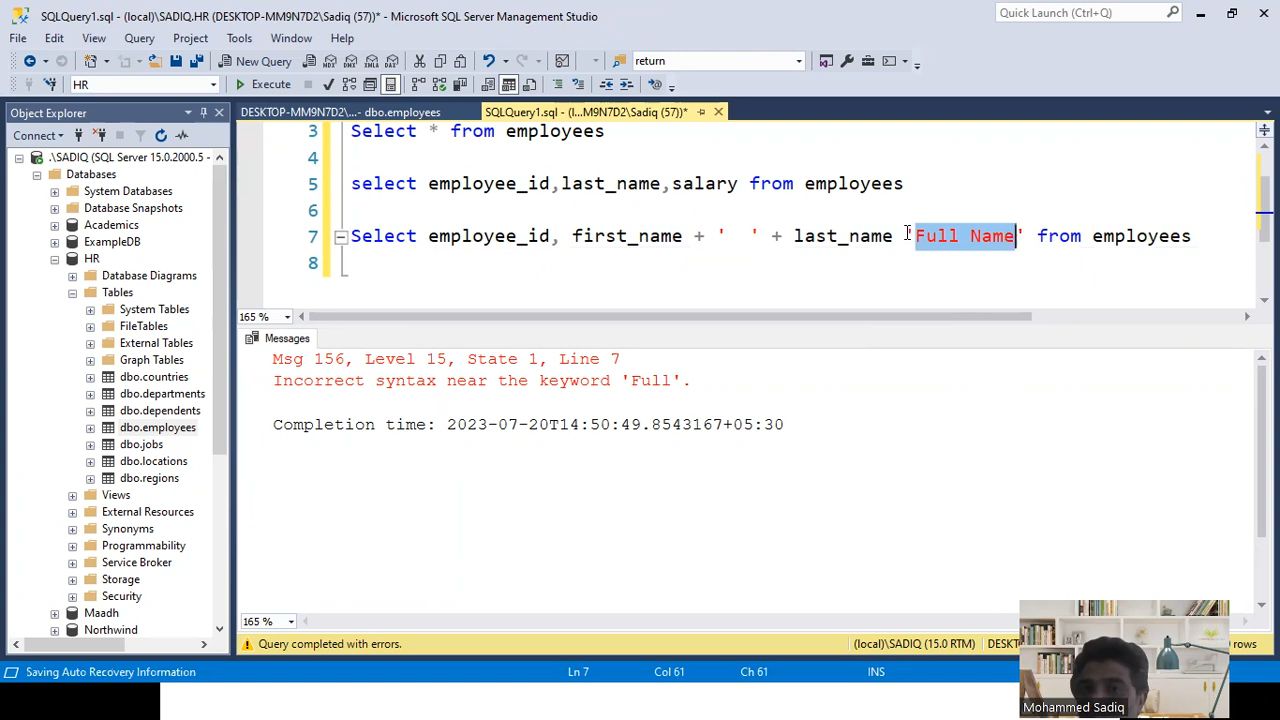 SQLQuery1.sql - (local)\SADIQ.HR (DESKTOP-MM9N7D2\Sadiq (57))* - Microsoft SQL Server Management Studio
Quick Launch (Ctrl+Q)
File Edit View Query Project Tools Window Help
New Query
MDX DMX XMLA DAX
return
HR
Execute
Object Explorer
DESKTOP-MM9N7D2\... - dbo.employees
SQLQuery1.sql - (l...M9N7D2\Sadiq (57))*
Connect
.\SADIQ (SQL Server 15.0.2000.5 -
Databases
System Databases
Database Snapshots
Academics
ExampleDB
HR
Database Diagrams
Tables
System Tables
FileTables
External Tables
Graph Tables
dbo.countries
dbo.departments
dbo.dependents
dbo.employees
dbo.jobs
dbo.locations
dbo.regions
Views
External Resources
Synonyms
Programmability
Service Broker
Storage
Security
Maadh
Northwind
3 Select * from employees
4
5 select employee_id,last_name,salary from employees
6
7 Select employee_id, first_name + '  ' + last_name 'Full Name' from employees
8
165 %
Messages
Msg 156, Level 15, State 1, Line 7
Incorrect syntax near the keyword 'Full'.
Completion time: 2023-07-20T14:50:49.8543167+05:30
165 %
Query completed with errors.
(local)\SADIQ (15.0 RTM)
rows
Saving Auto Recovery Information
Ln 7
Col 61
Ch 61
INS
Mohammed Sadiq